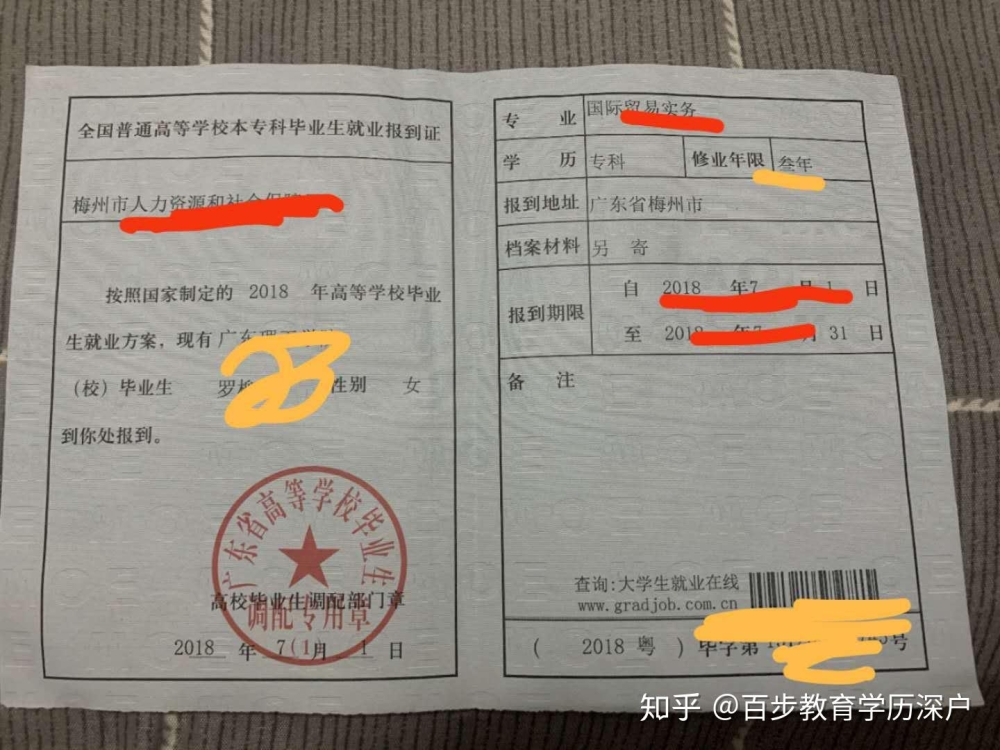 全国普通高等学校本专科毕业生就业报到证
梅州市人力资源和社会保障
按照国家制定的 2018 年高等学校毕业
生就业方案，现有广东
（校）毕业生 罗 性别 女
到你处报到。
广东省高等学校毕业生
调配专用章
高校毕业生调配部门章
2018 年 7(1)月 1 日
专 业 国际贸易实务
学 历 专科 修业年限 叁年
报到地址 广东省梅州市
档案材料 另 寄
报到期限 自 2018 年7 月 1 日
至 2018 年7 月 31 日
备 注
查询:大学生就业在线
www.gradjob.com.cn
( 2018 粤 ) 毕字第 号
知乎 @百步教育学历深户